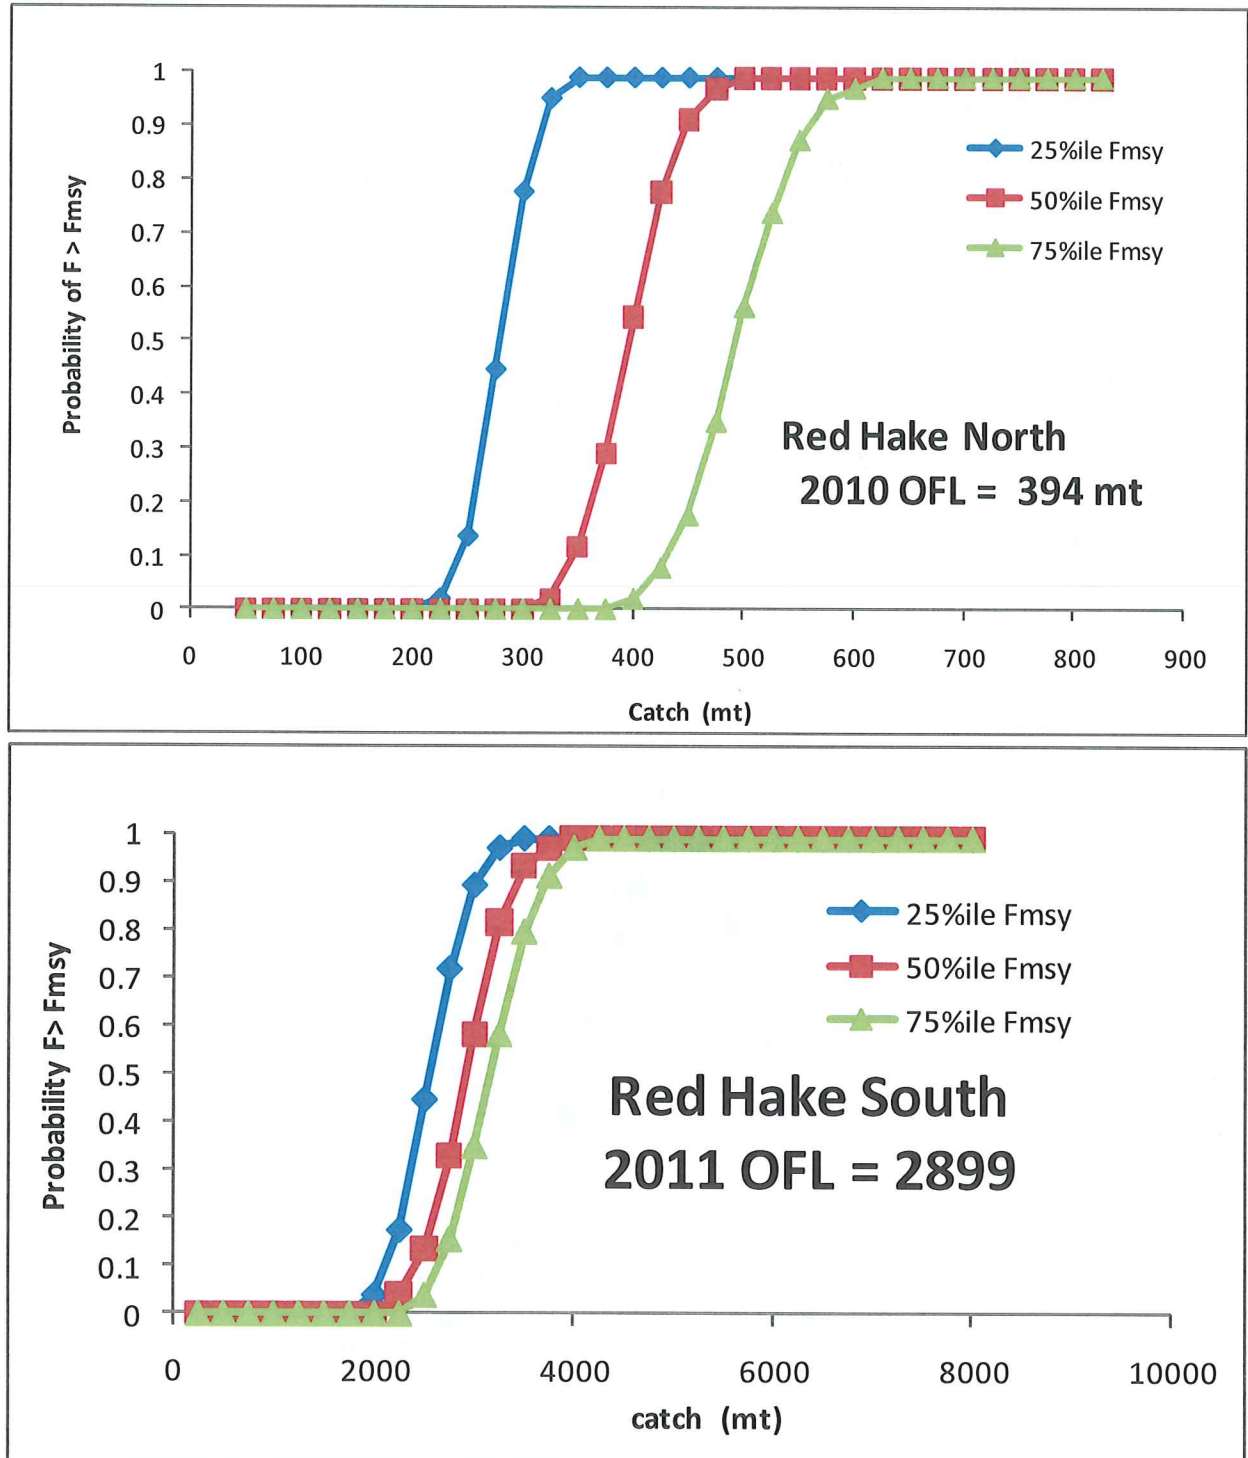 1
0.9
0.8
0.7
0.6
0.5
0.4
0.3
0.2
0.1
0
Probability of F > Fmsy
25%ile Fmsy
50%ile Fmsy
75%ile Fmsy
Red Hake North
2010 OFL = 394 mt
0 100 200 300 400 500 600 700 800 900
Catch (mt)
1
0.9
0.8
0.7
0.6
0.5
0.4
0.3
0.2
0.1
0
Probability F> Fmsy
25%ile Fmsy
50%ile Fmsy
75%ile Fmsy
Red Hake South
2011 OFL = 2899
0 2000 4000 6000 8000 10000
catch (mt)